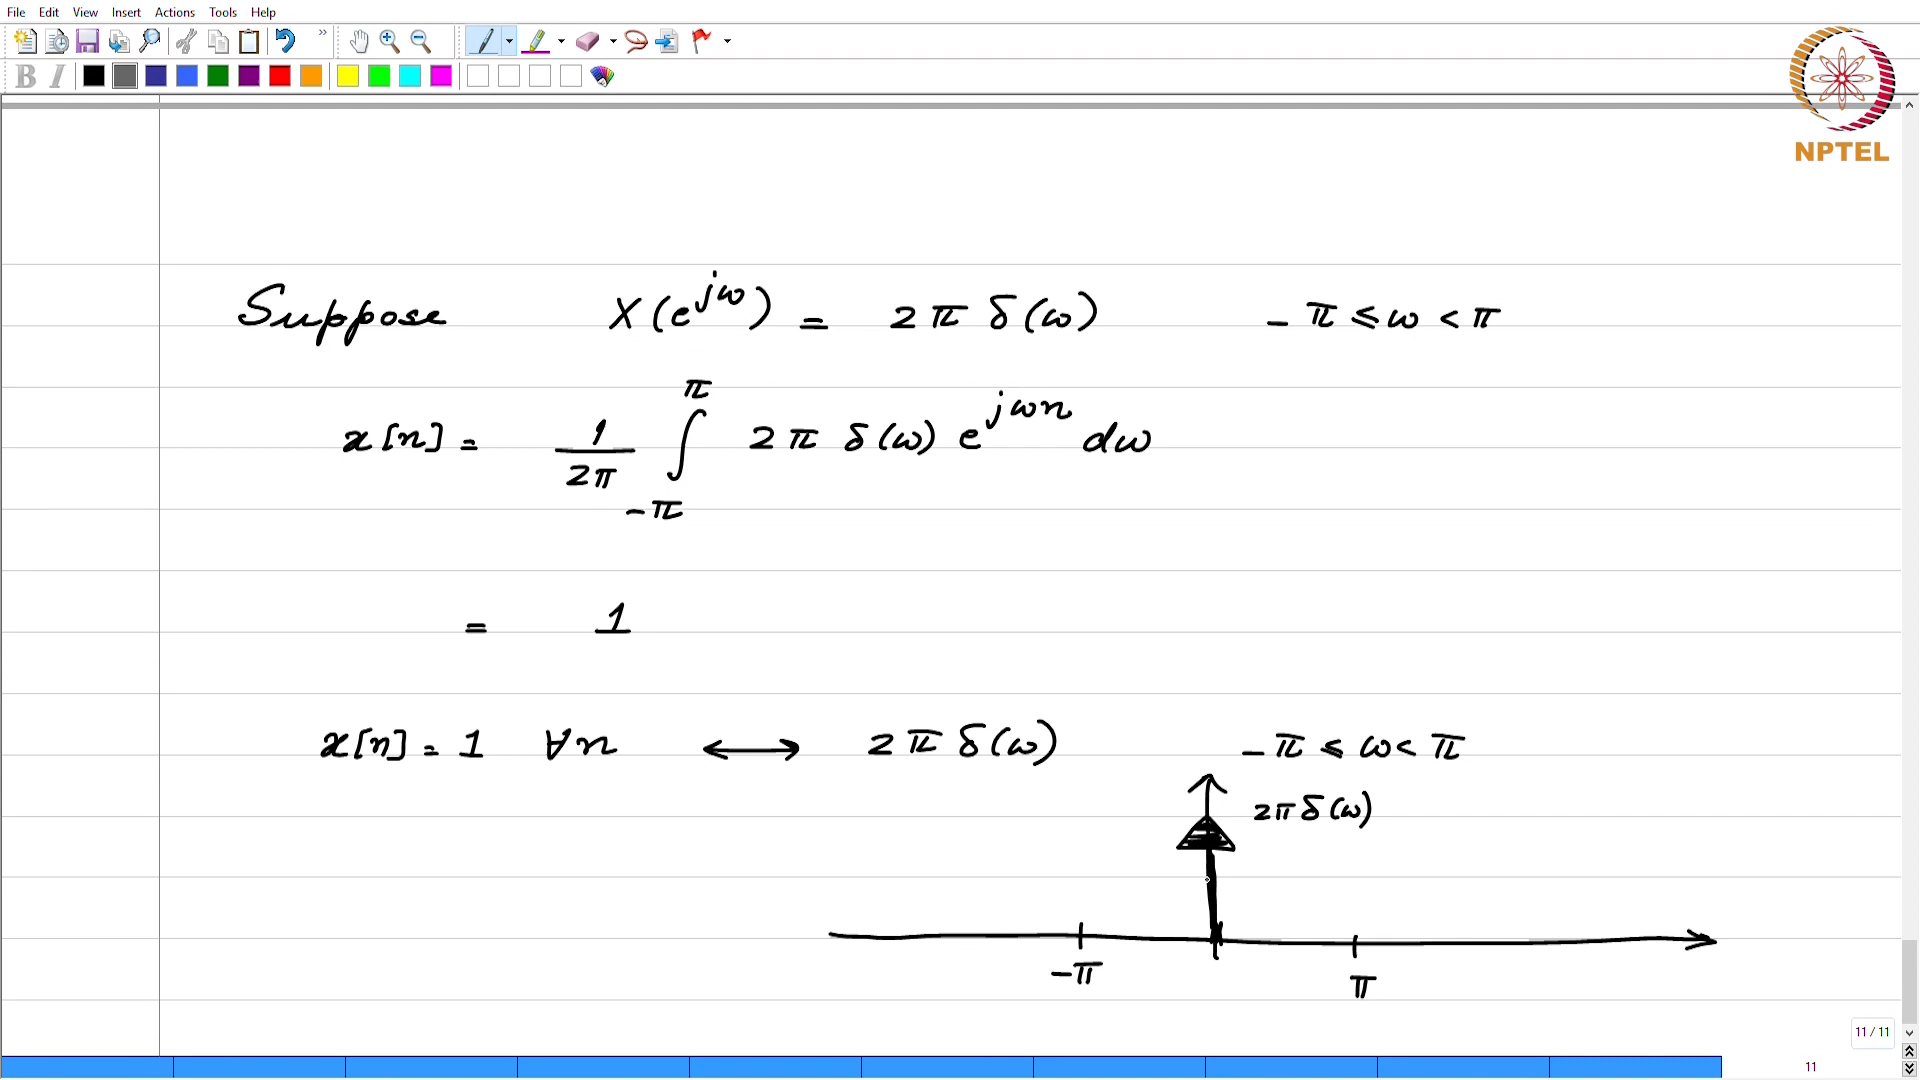 File Edit View Insert Actions Tools Help
NPTEL
Suppose X(e^{jω}) = 2π δ(ω) -π ≤ ω < π
x[n] = 1/2π ∫_{-π}^{π} 2π δ(ω) e^{jωn} dω
= 1
x[n] = 1 ∀n ⟷ 2π δ(ω) -π ≤ ω < π
2π δ(ω)
-π π
11 / 11
11